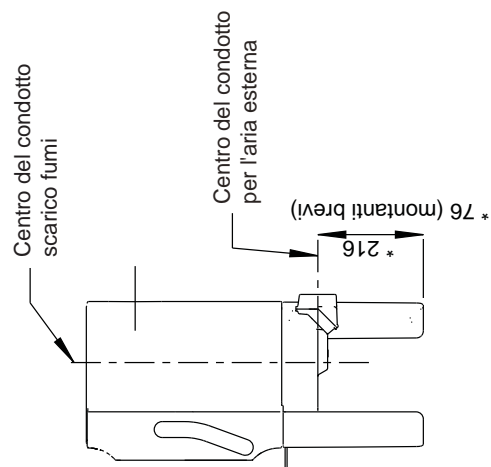 Centro del condotto
scarico fumi
Centro del condotto
per l'aria esterna
* 216
* 76 (montanti brevi)